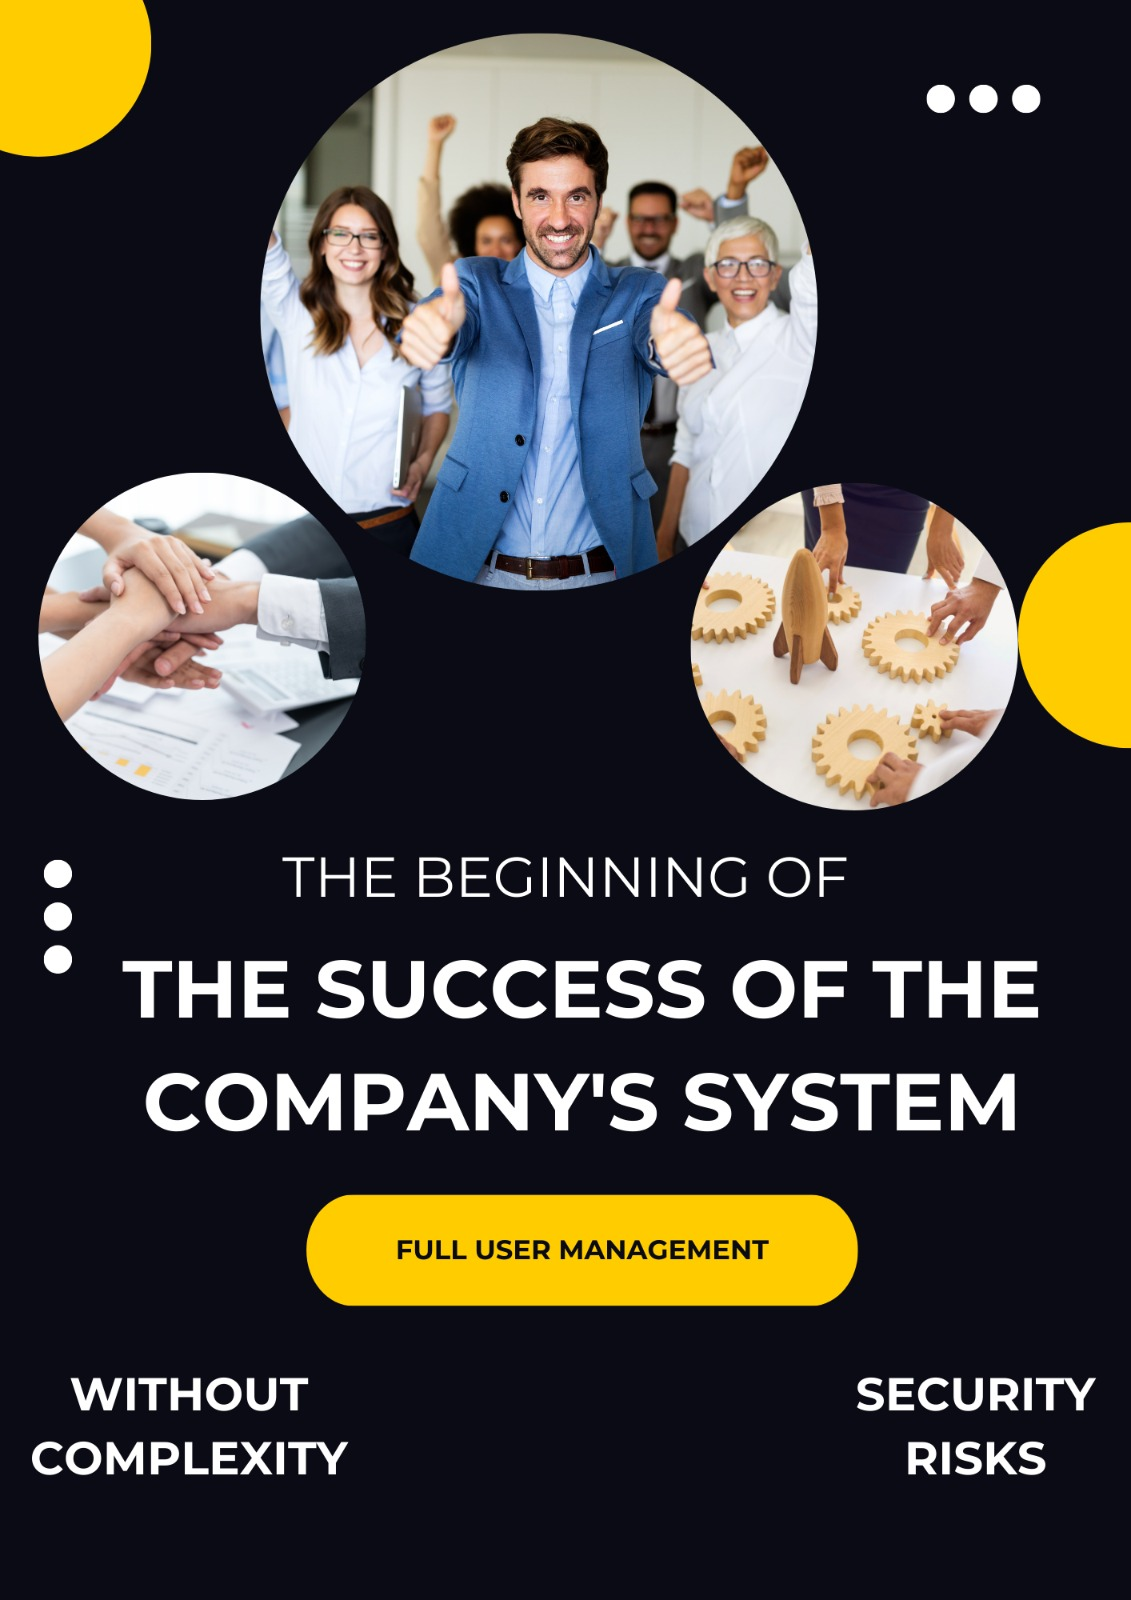 THE BEGINNING OF
THE SUCCESS OF THE
COMPANY'S SYSTEM
FULL USER MANAGEMENT
WITHOUT
COMPLEXITY
SECURITY
RISKS